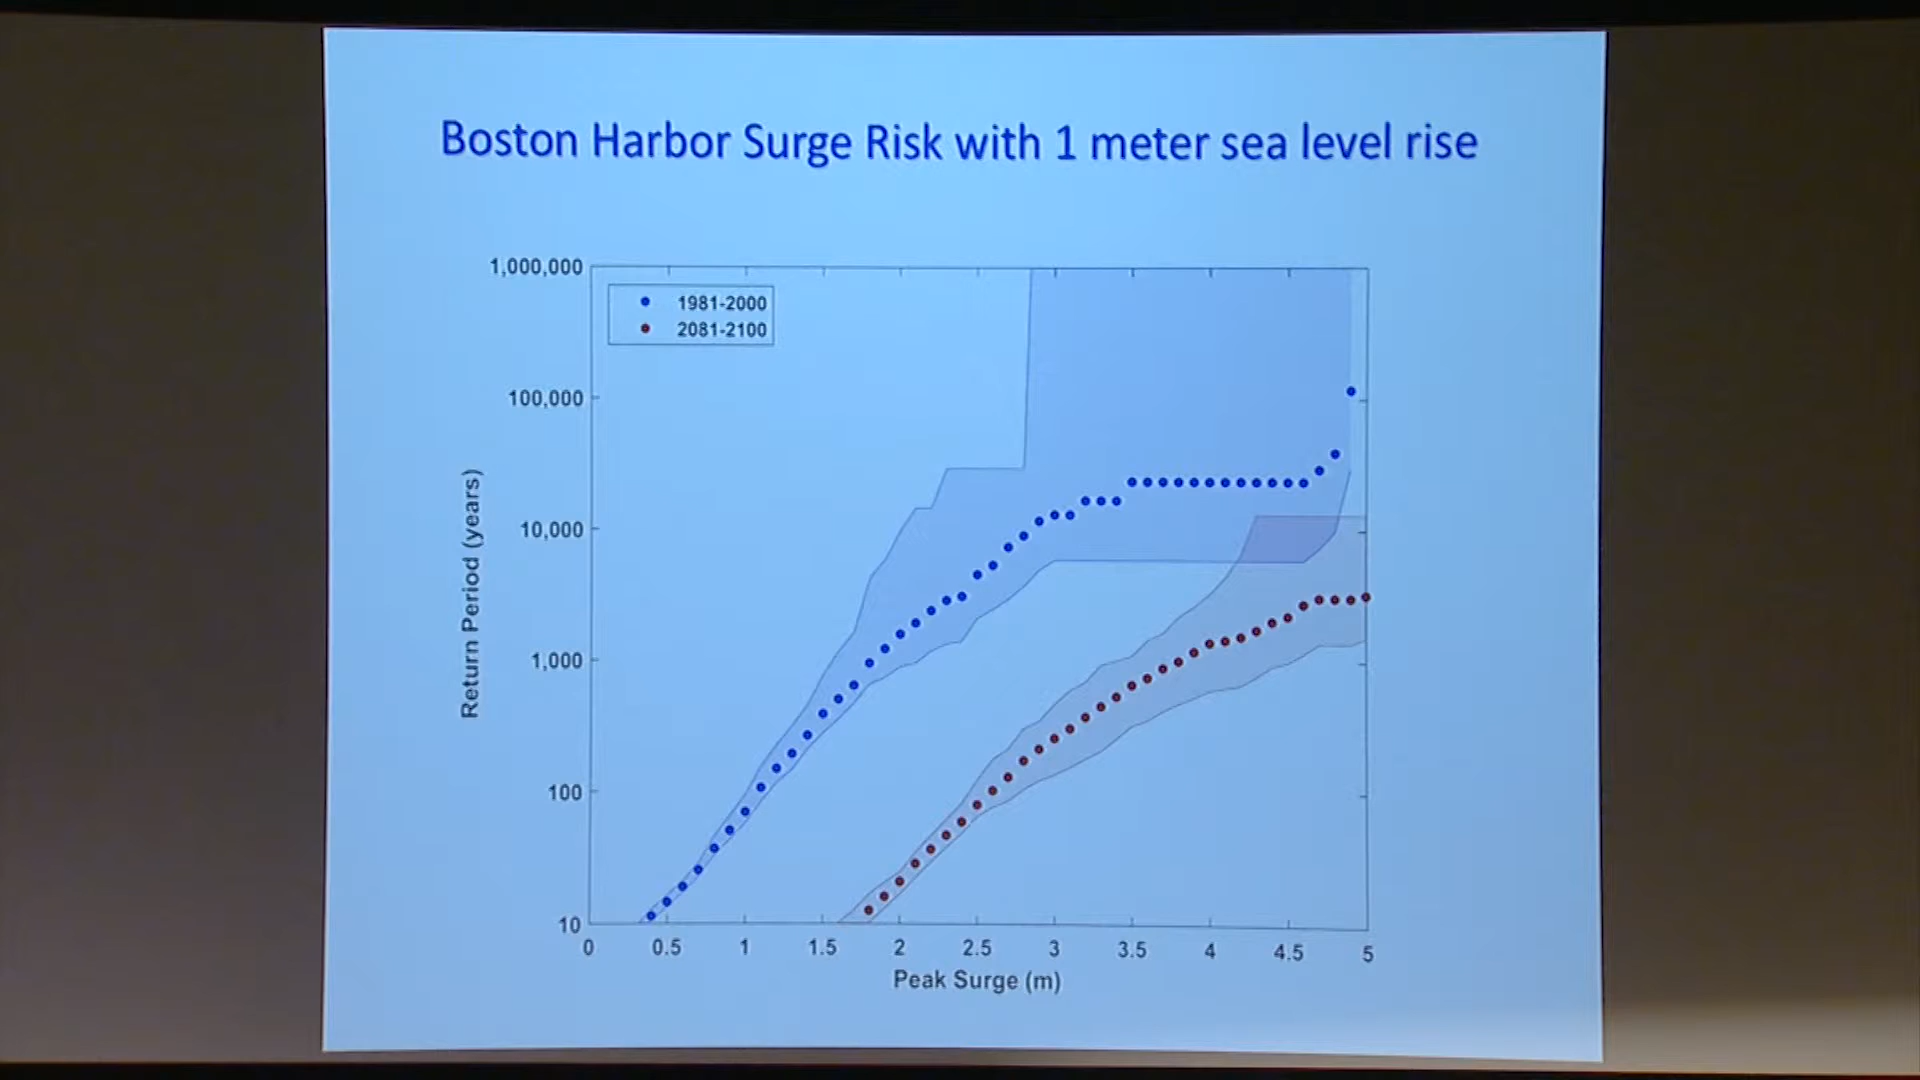 Boston Harbor Surge Risk with 1 meter sea level rise
1,000,000
100,000
10,000
1,000
100
10
Return Period (years)
1981-2000
2081-2100
0 0.5 1 1.5 2 2.5 3 3.5 4 4.5 5
Peak Surge (m)